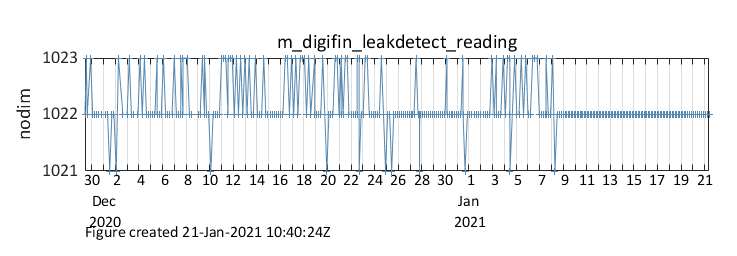 m_digifin_leakdetect_reading
nodim
1023
1022
1021
30 2 4 6 8 10 12 14 16 18 20 22 24 26 28 30 1 3 5 7 9 11 13 15 17 19 21
Dec Jan
2020 2021
Figure created 21-Jan-2021 10:40:24Z